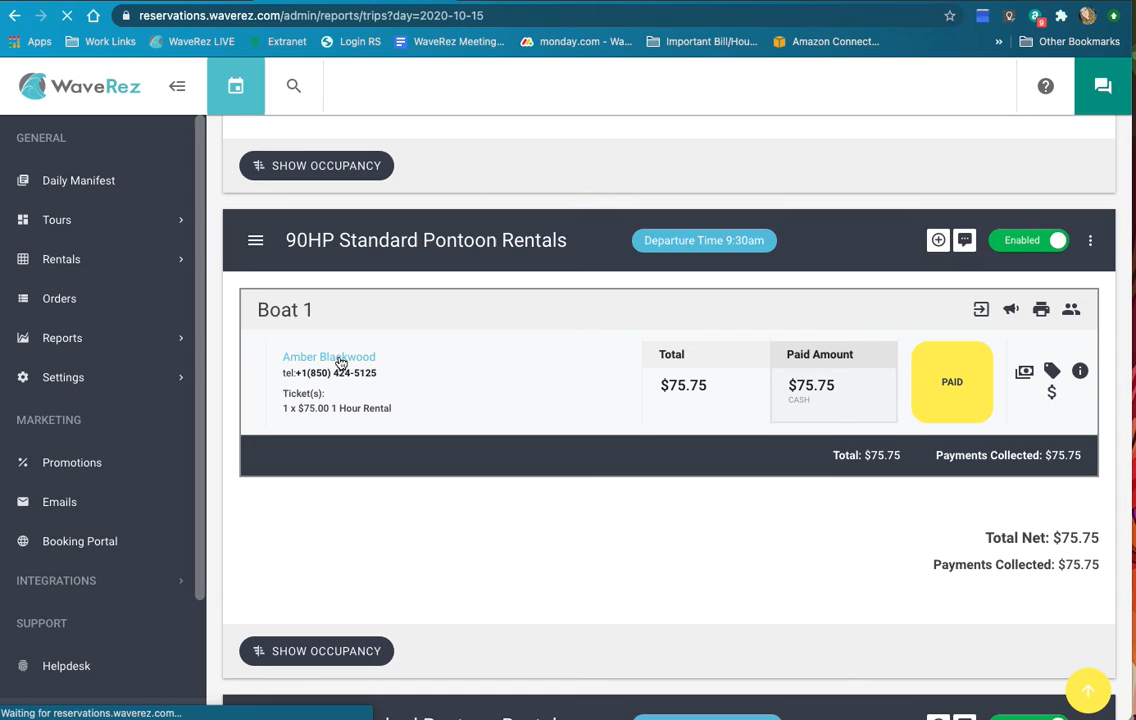 reservations.waverez.com/admin/reports/trips?day=2020-10-15
9
Apps Work Links WaveRez LIVE Extranet Login RS WaveRez Meeting... monday.com - Wa... Important Bill/Hou... Amazon Connect... » Other Bookmarks
WaveRez
GENERAL
Daily Manifest
Tours
Rentals
Orders
Reports
Settings
MARKETING
Promotions
Emails
Booking Portal
INTEGRATIONS
SUPPORT
Helpdesk
Waiting for reservations.waverez.com...
SHOW OCCUPANCY
90HP Standard Pontoon Rentals Departure Time 9:30am Enabled
Boat 1
Amber Blackwood
tel:+1(850) 424-5125
Ticket(s):
1 x $75.00 1 Hour Rental
Total Paid Amount
$75.75 $75.75
CASH
PAID
$
Total: $75.75 Payments Collected: $75.75
Total Net: $75.75
Payments Collected: $75.75
SHOW OCCUPANCY